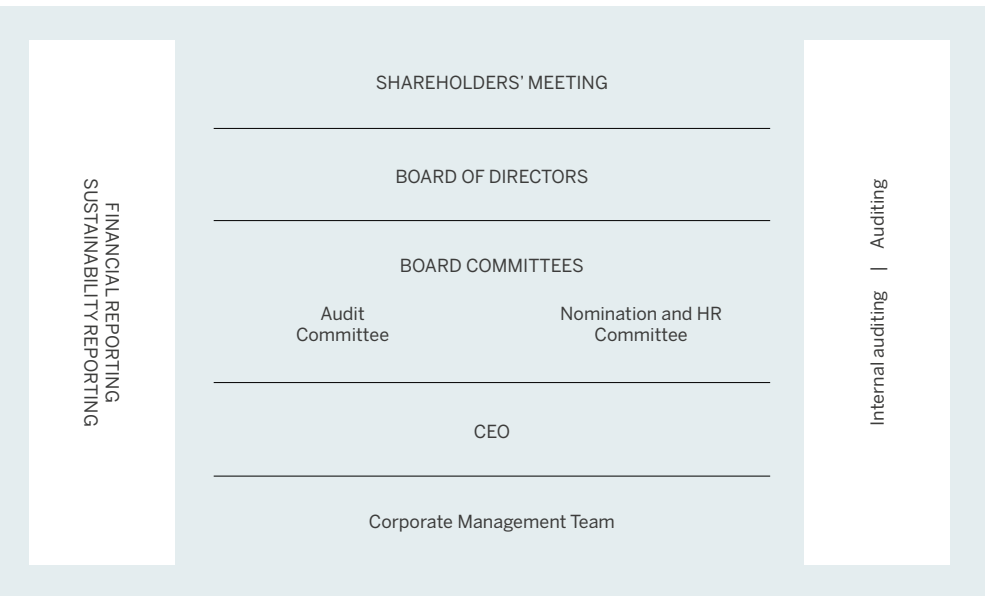 FINANCIAL REPORTING
SUSTAINABILITY REPORTING
SHAREHOLDERS' MEETING
BOARD OF DIRECTORS
BOARD COMMITTEES
Audit
Committee
Nomination and HR
Committee
CEO
Corporate Management Team
Internal auditing | Auditing